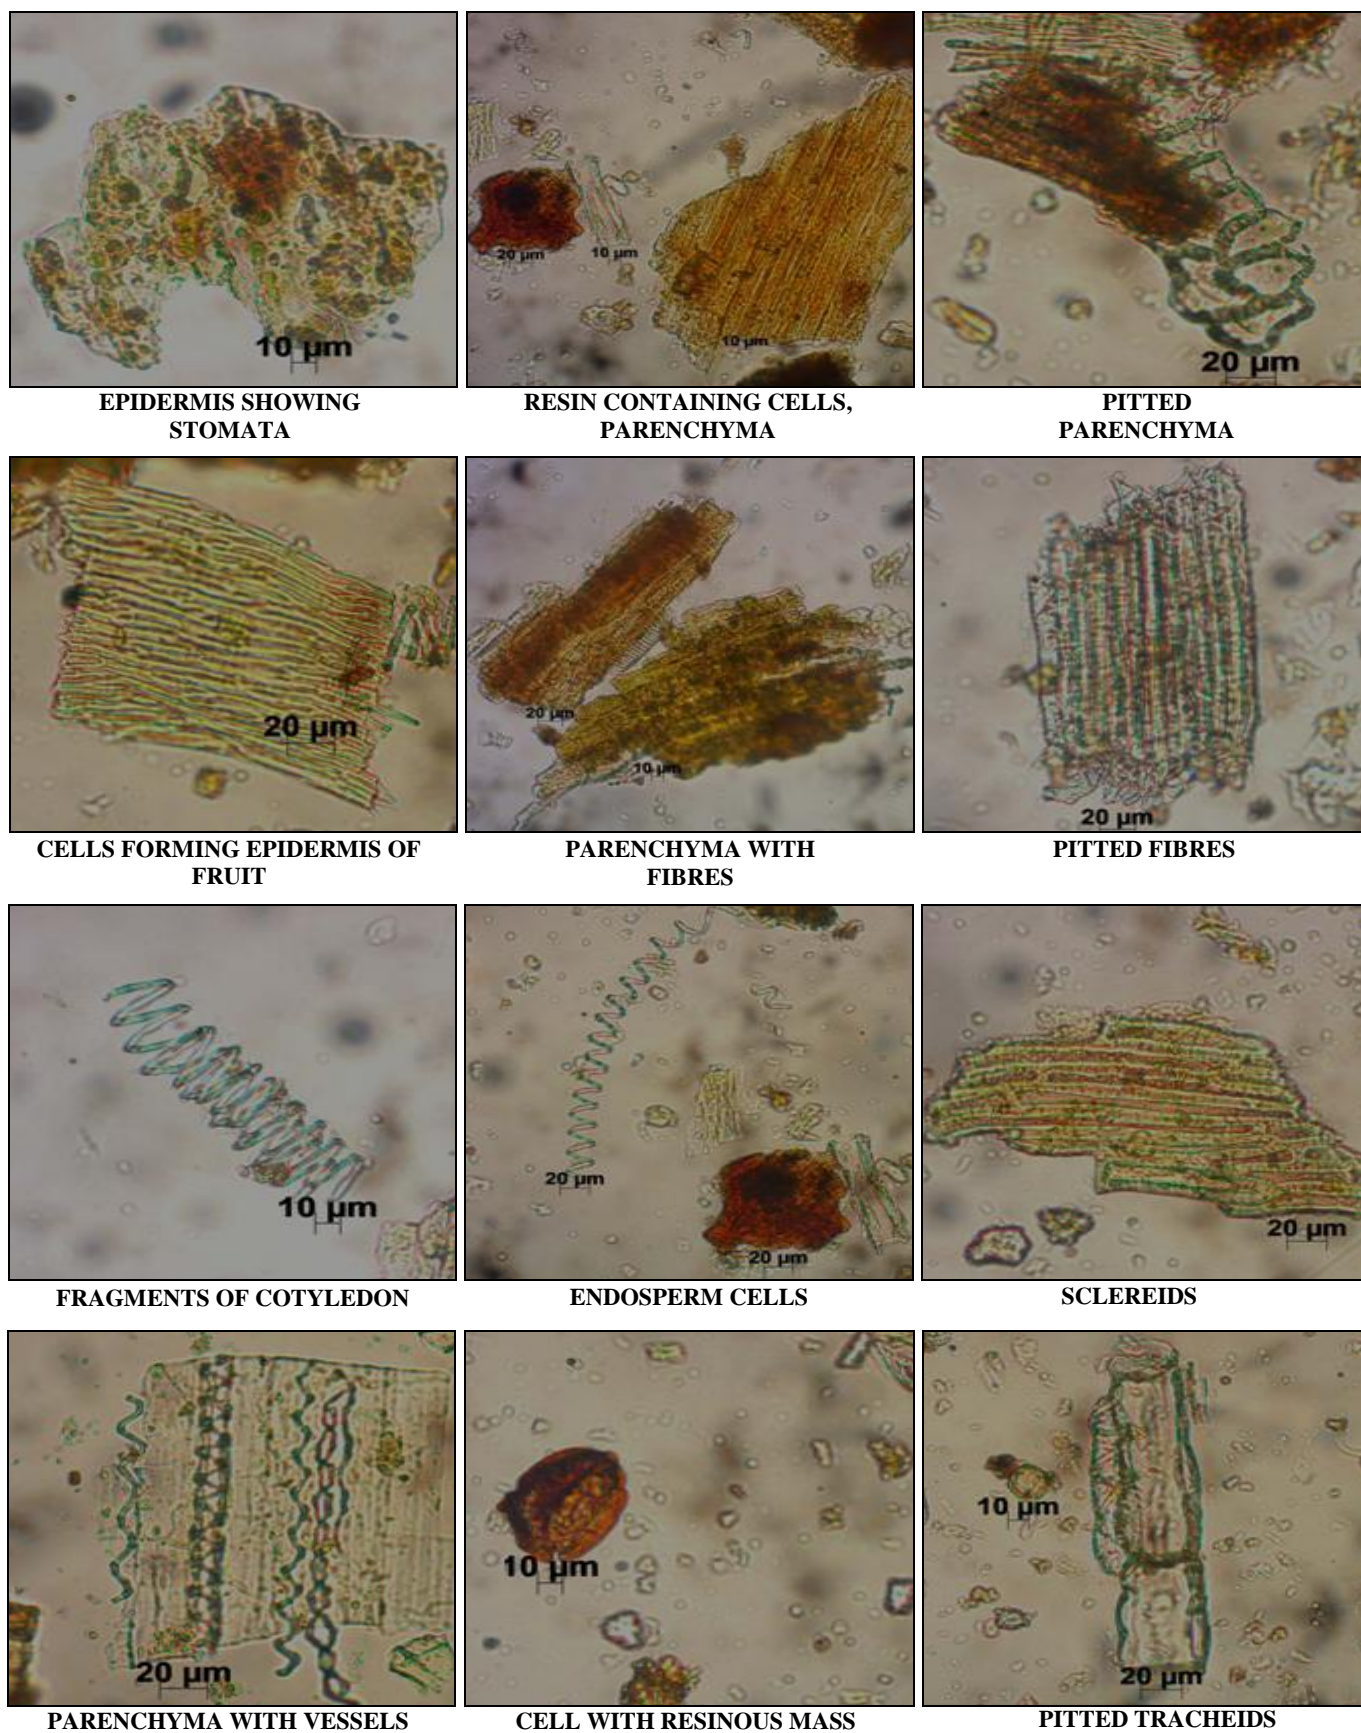 10 µm
20 µm
10 µm
10 µm
20 µm
EPIDERMIS SHOWING
STOMATA
RESIN CONTAINING CELLS,
PARENCHYMA
PITTED
PARENCHYMA
20 µm
20 µm
10 µm
20 µm
CELLS FORMING EPIDERMIS OF
FRUIT
PARENCHYMA WITH
FIBRES
PITTED FIBRES
10 µm
20 µm
20 µm
20 µm
FRAGMENTS OF COTYLEDON
ENDOSPERM CELLS
SCLEREIDS
20 µm
10 µm
10 µm
20 µm
PARENCHYMA WITH VESSELS
CELL WITH RESINOUS MASS
PITTED TRACHEIDS